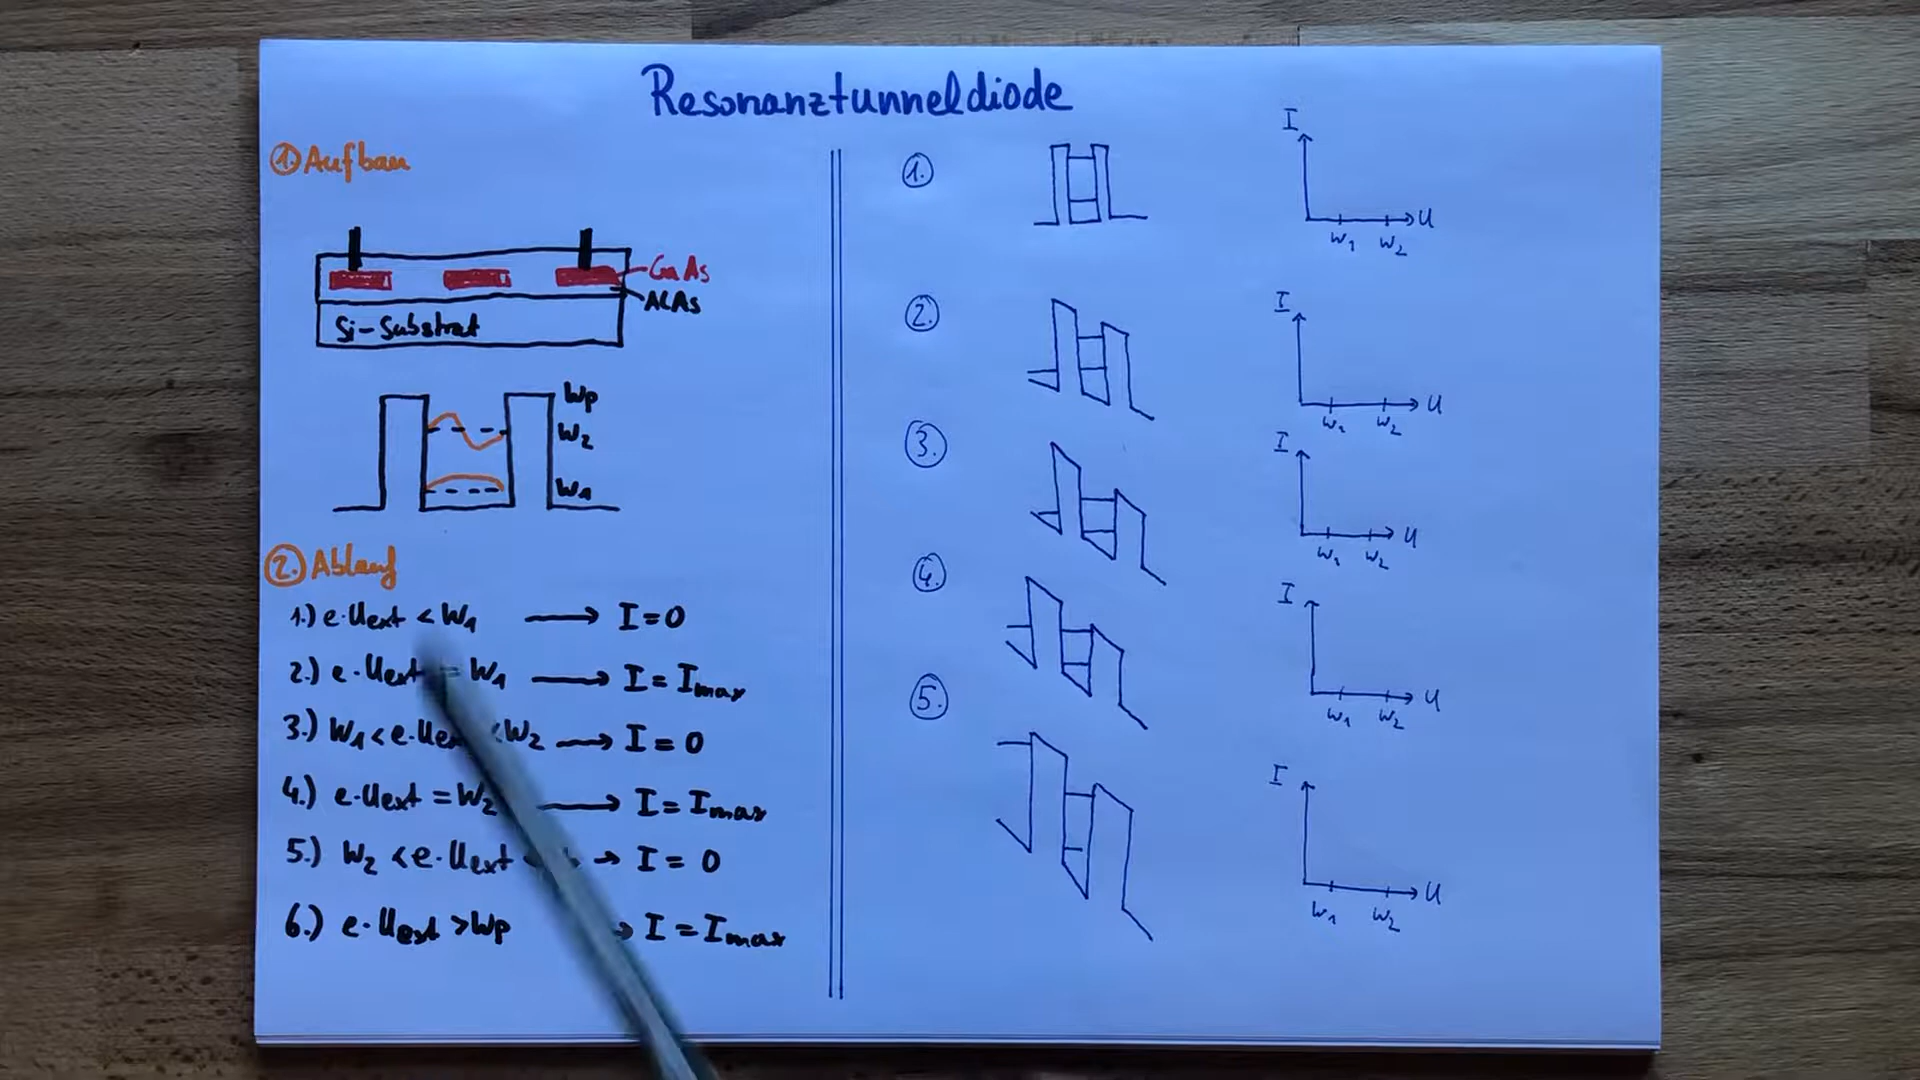 Resonanztunneldiode
①Aufbau
GaAs
AlAs
Si-Substrat
Wp
W2
W1
②.Ablauf
1.) e·Uext < W1 → I=0
2.) e·Uext = W1 → I = Imax
3.) W1 < e·Uext < W2 → I = 0
4.) e·Uext = W2 → I = Imax
5.) W2 < e·Uext → I = 0
6.) e·Uext > Wp → I = Imax
1.
I
U
W1 W2
2.
I
U
W1 W2
3.
I
U
W1 W2
4.
I
U
W1 W2
5.
I
U
W1 W2